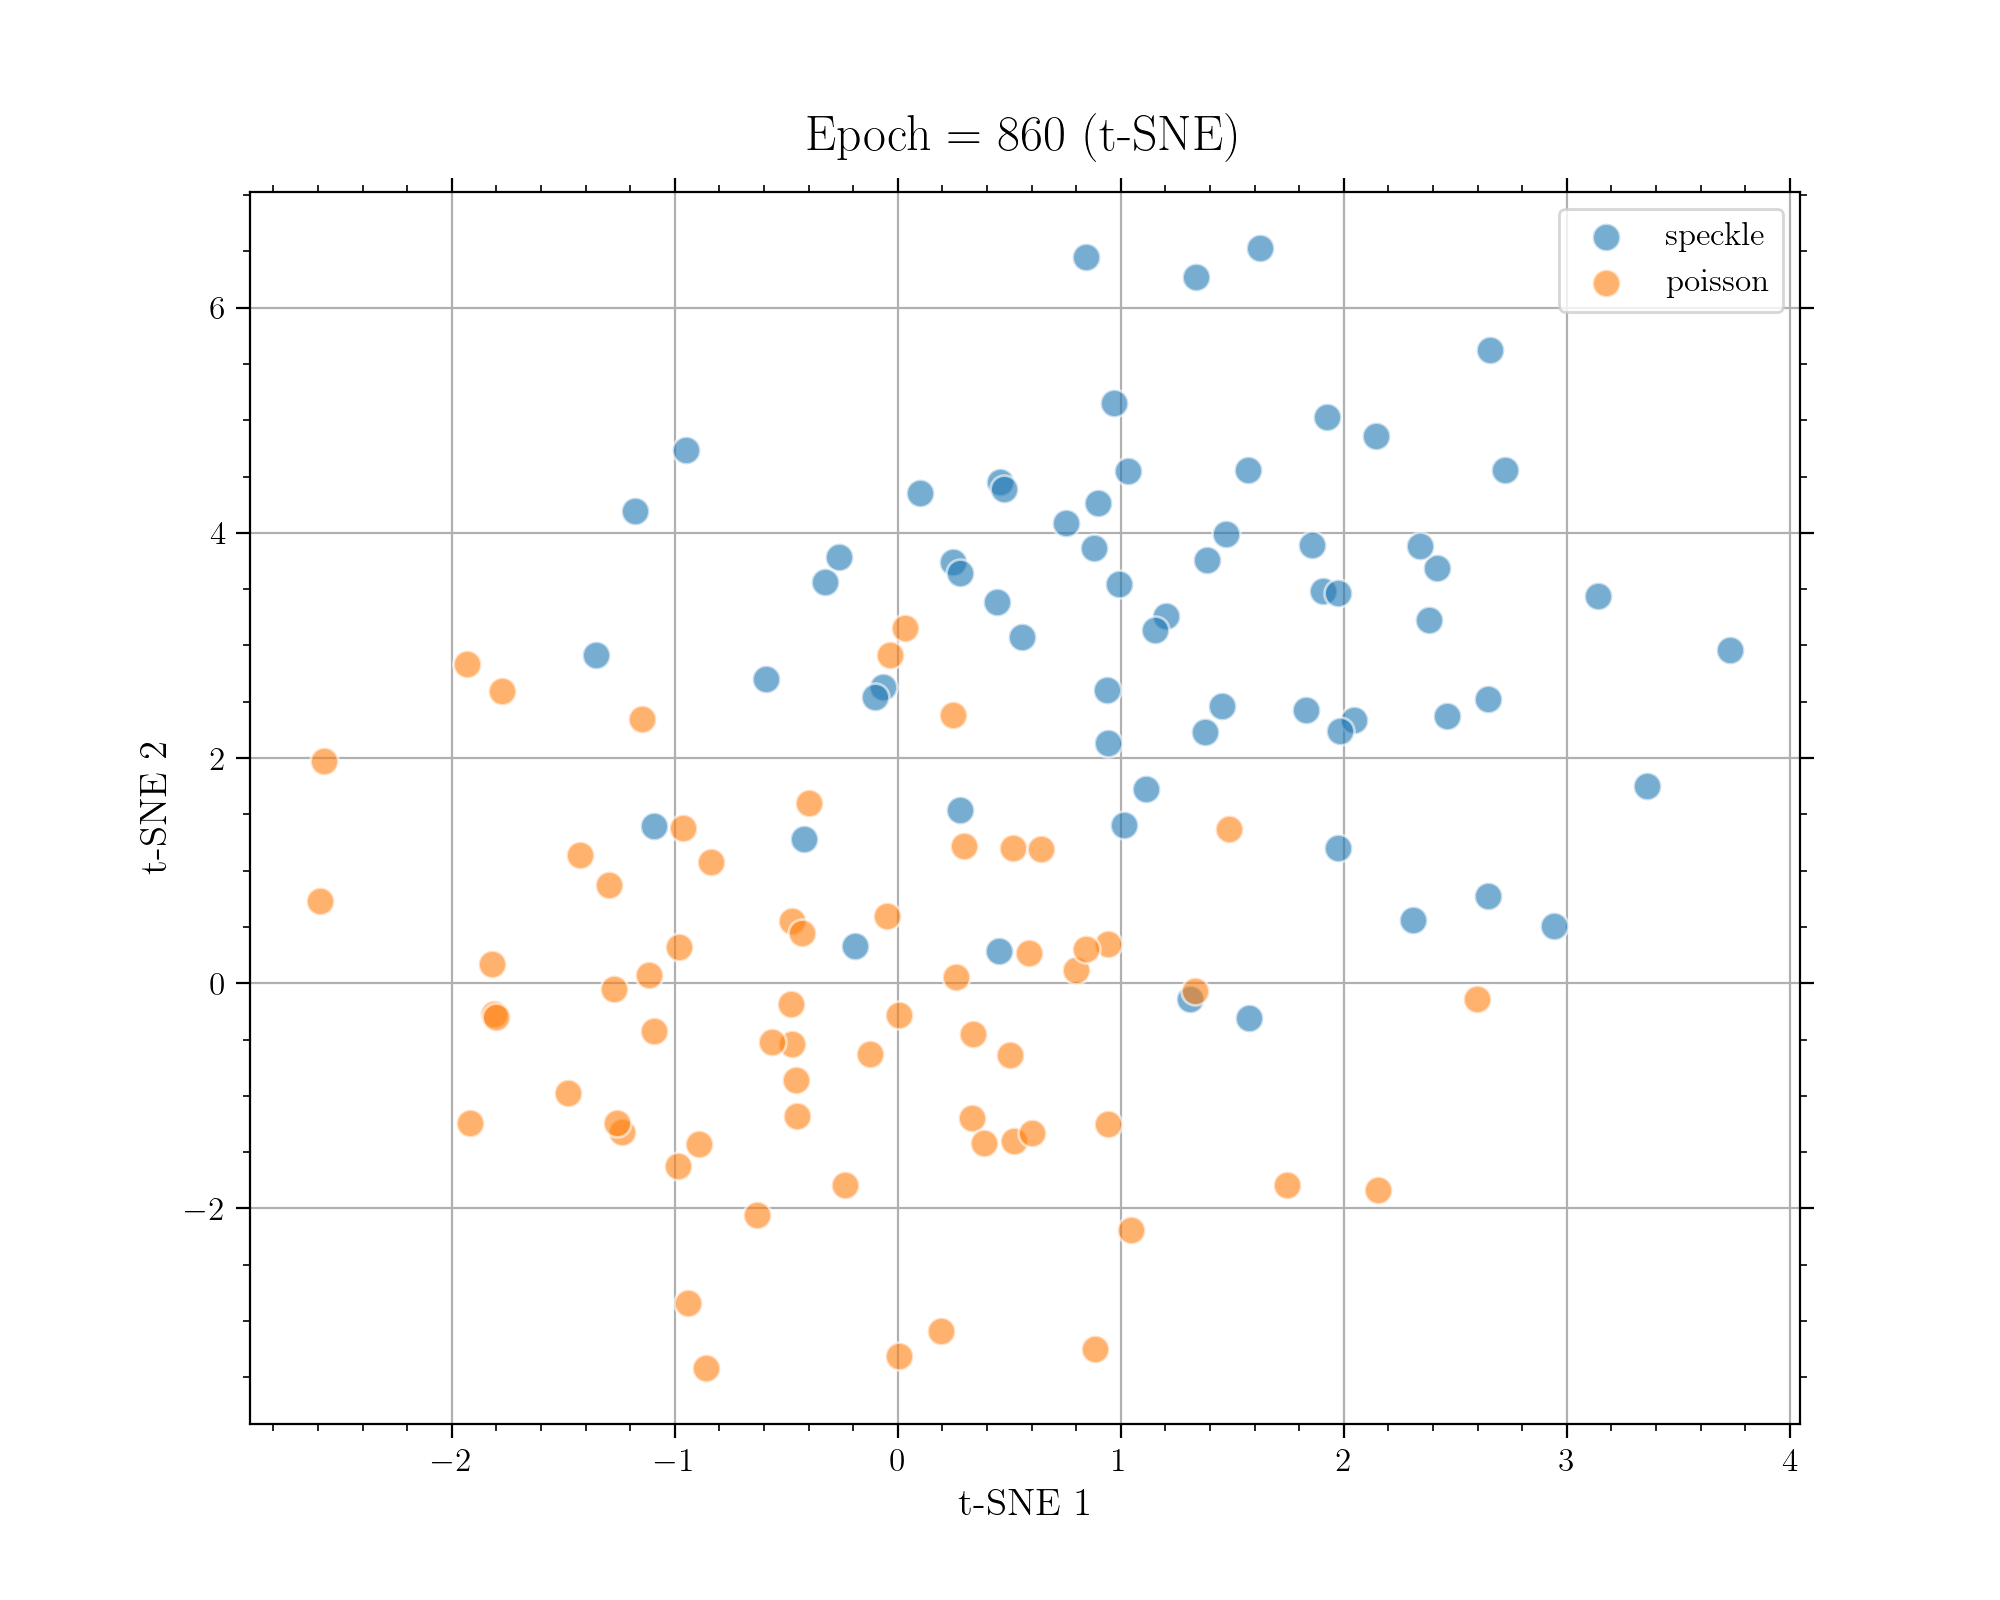 Epoch = 860 (t-SNE)
speckle
poisson
6
4
2
0
−2
t-SNE 2
−2 −1 0 1 2 3 4
t-SNE 1